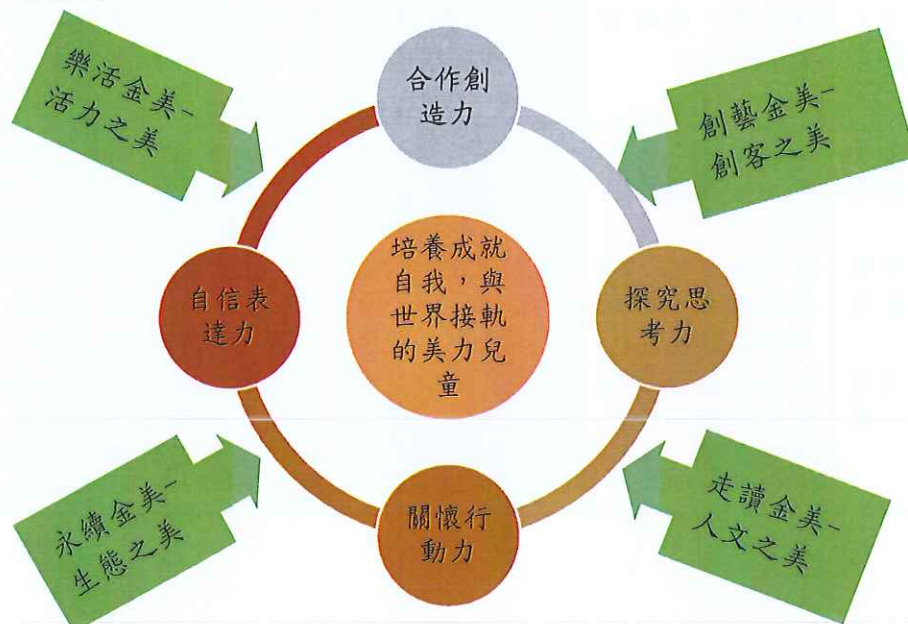 樂活金美-
活力之美
合作創
造力
創藝金美-
創客之美
自信表
達力
培養成就
自我，與
世界接軌
的美力兒
童
探究思
考力
永續金美-
生態之美
關懷行
動力
走讀金美-
人文之美